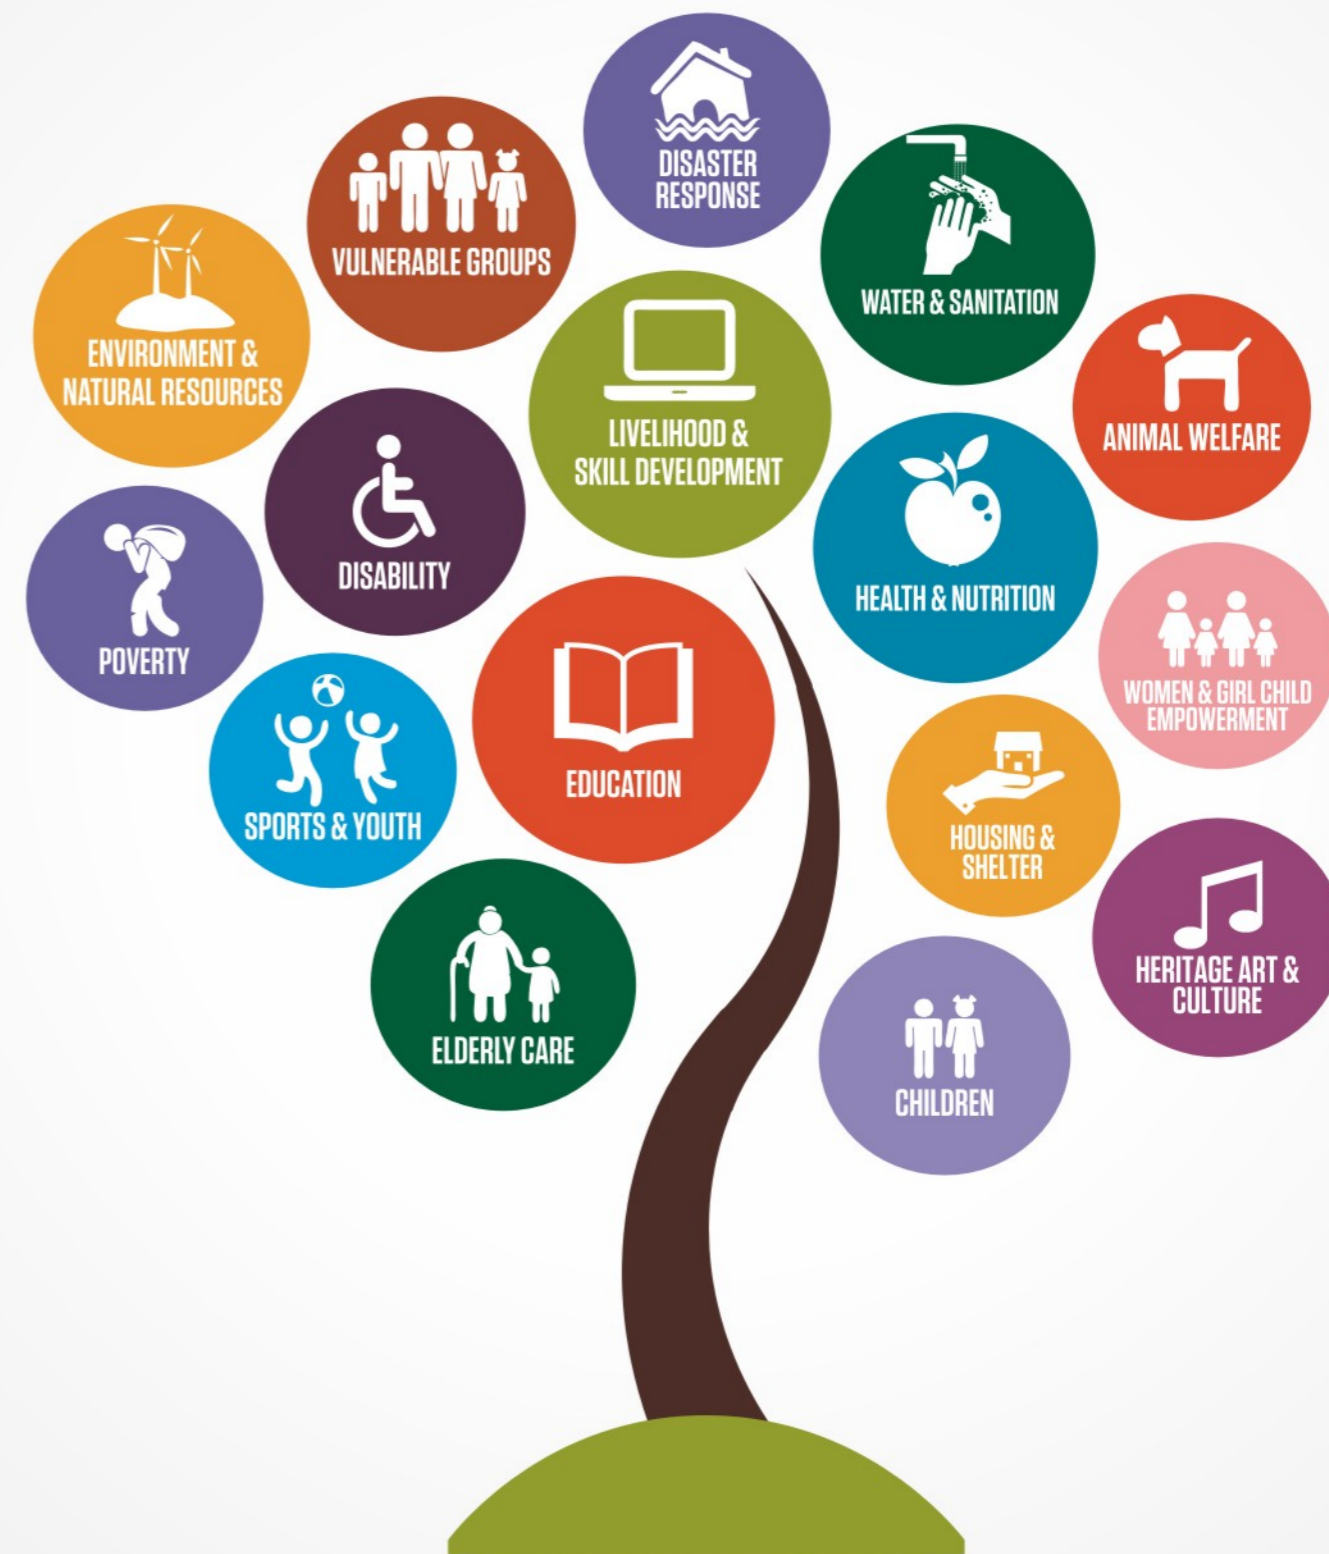 DISASTER
RESPONSE
VULNERABLE GROUPS
WATER & SANITATION
ENVIRONMENT &
NATURAL RESOURCES
LIVELIHOOD &
SKILL DEVELOPMENT
ANIMAL WELFARE
DISABILITY
HEALTH & NUTRITION
POVERTY
WOMEN & GIRL CHILD
EMPOWERMENT
EDUCATION
SPORTS & YOUTH
HOUSING &
SHELTER
HERITAGE ART &
CULTURE
ELDERLY CARE
CHILDREN